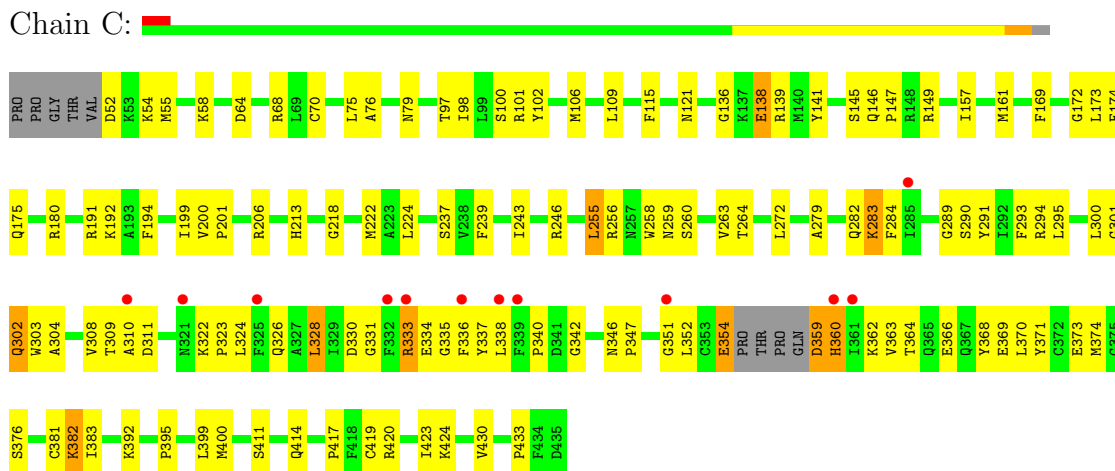 Chain C:
PRO PRO GLY THR VAL D52 K53 K54 M55 K58 D64 R68 L69 C70 L75 A76 N79 T97 I98 L99 S100 R101 Y102 M106 L109 F115 N121 G136 K137 E138 R139 M140 Y141 S145 Q146 P147 R148 R149 I157 M161 F169 G172 L173 E174
Q175 R180 R191 K192 A193 F194 I199 V200 P201 R206 H213 G218 M222 A223 L224 S237 V238 F239 I243 R246 L255 R256 N257 W258 N259 S260 V263 T264 L272 A279 Q282 K283 F284 I285 G289 S290 Y291 I292 F293 R294 L295 L300 G301
Q302 W303 A304 V308 T309 A310 D311 N321 K322 P323 L324 F325 Q326 A327 L328 I329 D330 G331 F332 R333 E334 G335 F336 Y337 L338 F339 P340 D341 G342 N346 P347 G351 L352 C353 E354 PRO THR PRO GLN D359 H360 I361 K362 V363 T364 Q365 E366 Q367 Y368 E369 L370 Y371 C372 E373 M374 G375
S376 C381 K382 I383 K392 P395 L399 M400 S411 Q414 P417 F418 C419 R420 I423 K424 V430 P433 F434 D435